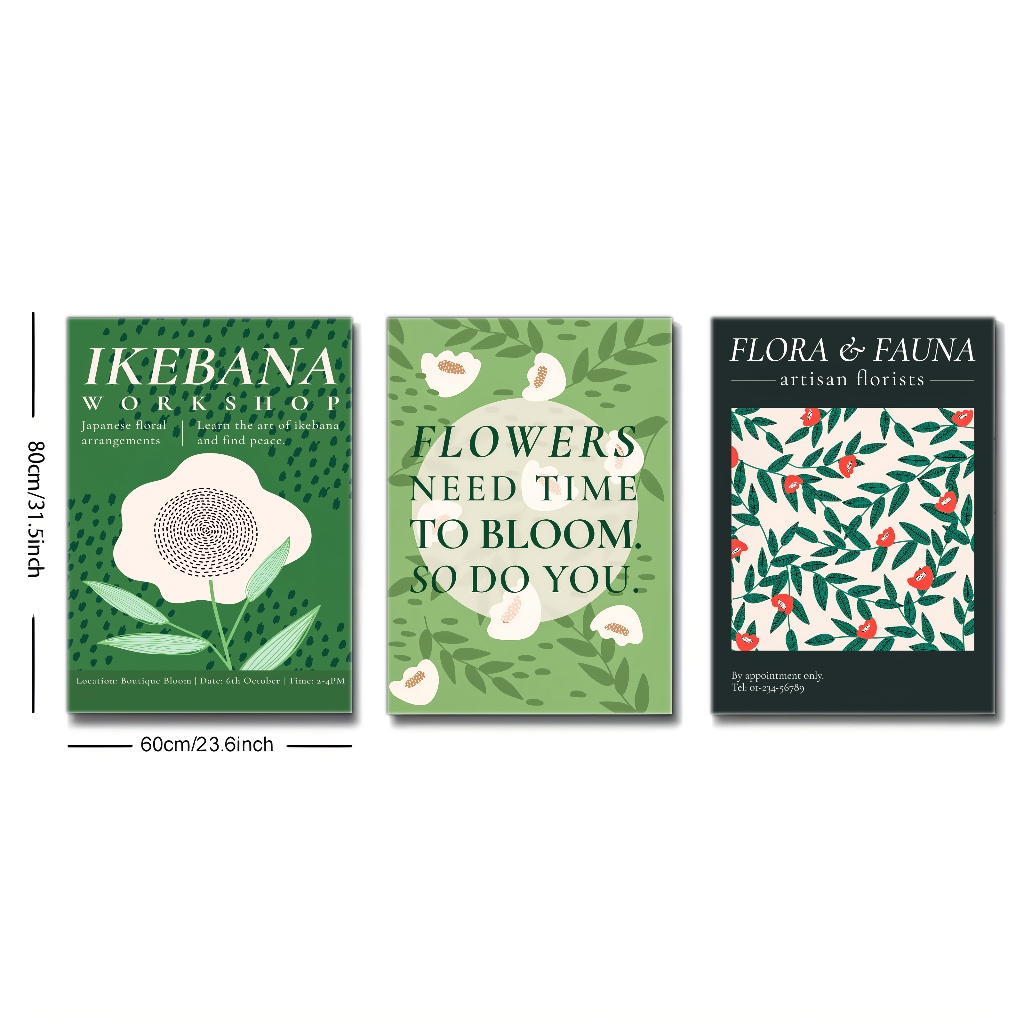 80cm/31.5inch
IKEBANA
WORKSHOP
Japanese floral
arrangements
Learn the art of ikebana
and find peace.
Location: Boutique Bloom | Date: 6th October | Time: 2-4PM
60cm/23.6inch
FLOWERS
NEED TIME
TO BLOOM.
SO DO YOU.
FLORA & FAUNA
artisan florists
By appointment only.
Tel: 01-234-56789